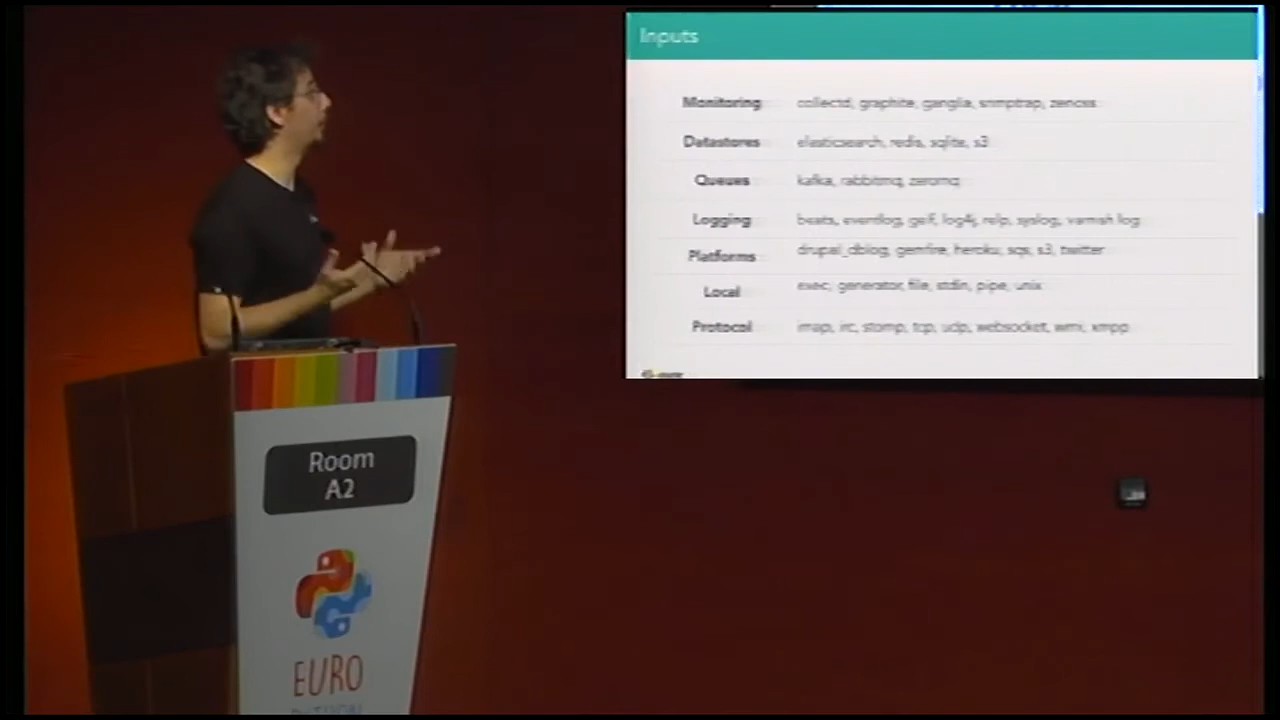 Inputs
Monitoring collectd, graphite, ganglia, snmptrap, zenoss
Datastores elasticsearch, redis, sqlite, s3
Queues kafka, rabbitmq, zeromq
Logging beats, eventlog, gelf, log4j, relp, syslog, varnish log
Platforms drupal_dblog, gemfire, heroku, sqs, s3, twitter
Local exec, generator, file, stdin, pipe, unix
Protocol imap, irc, stomp, tcp, udp, websocket, wmi, xmpp
Room
A2
EURO
PYTHON